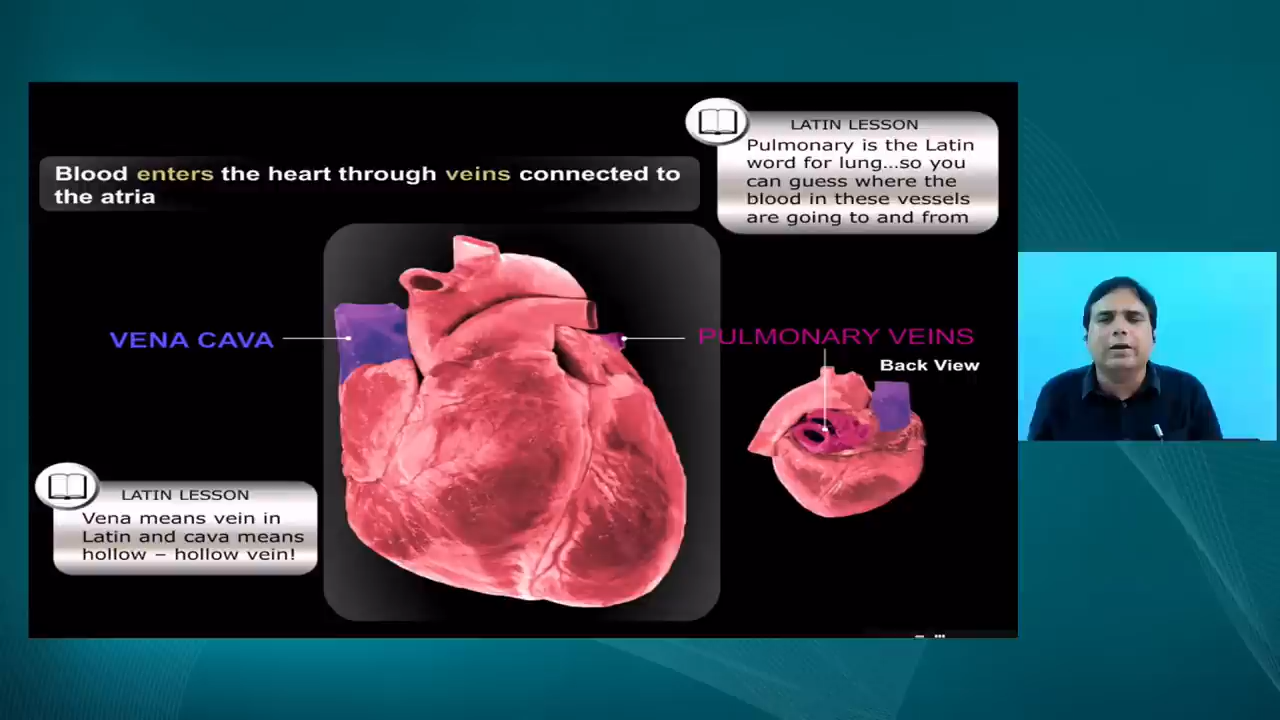 LATIN LESSON
Pulmonary is the Latin
word for lung...so you
can guess where the
blood in these vessels
are going to and from
Blood enters the heart through veins connected to
the atria
VENA CAVA
PULMONARY VEINS
Back View
LATIN LESSON
Vena means vein in
Latin and cava means
hollow – hollow vein!